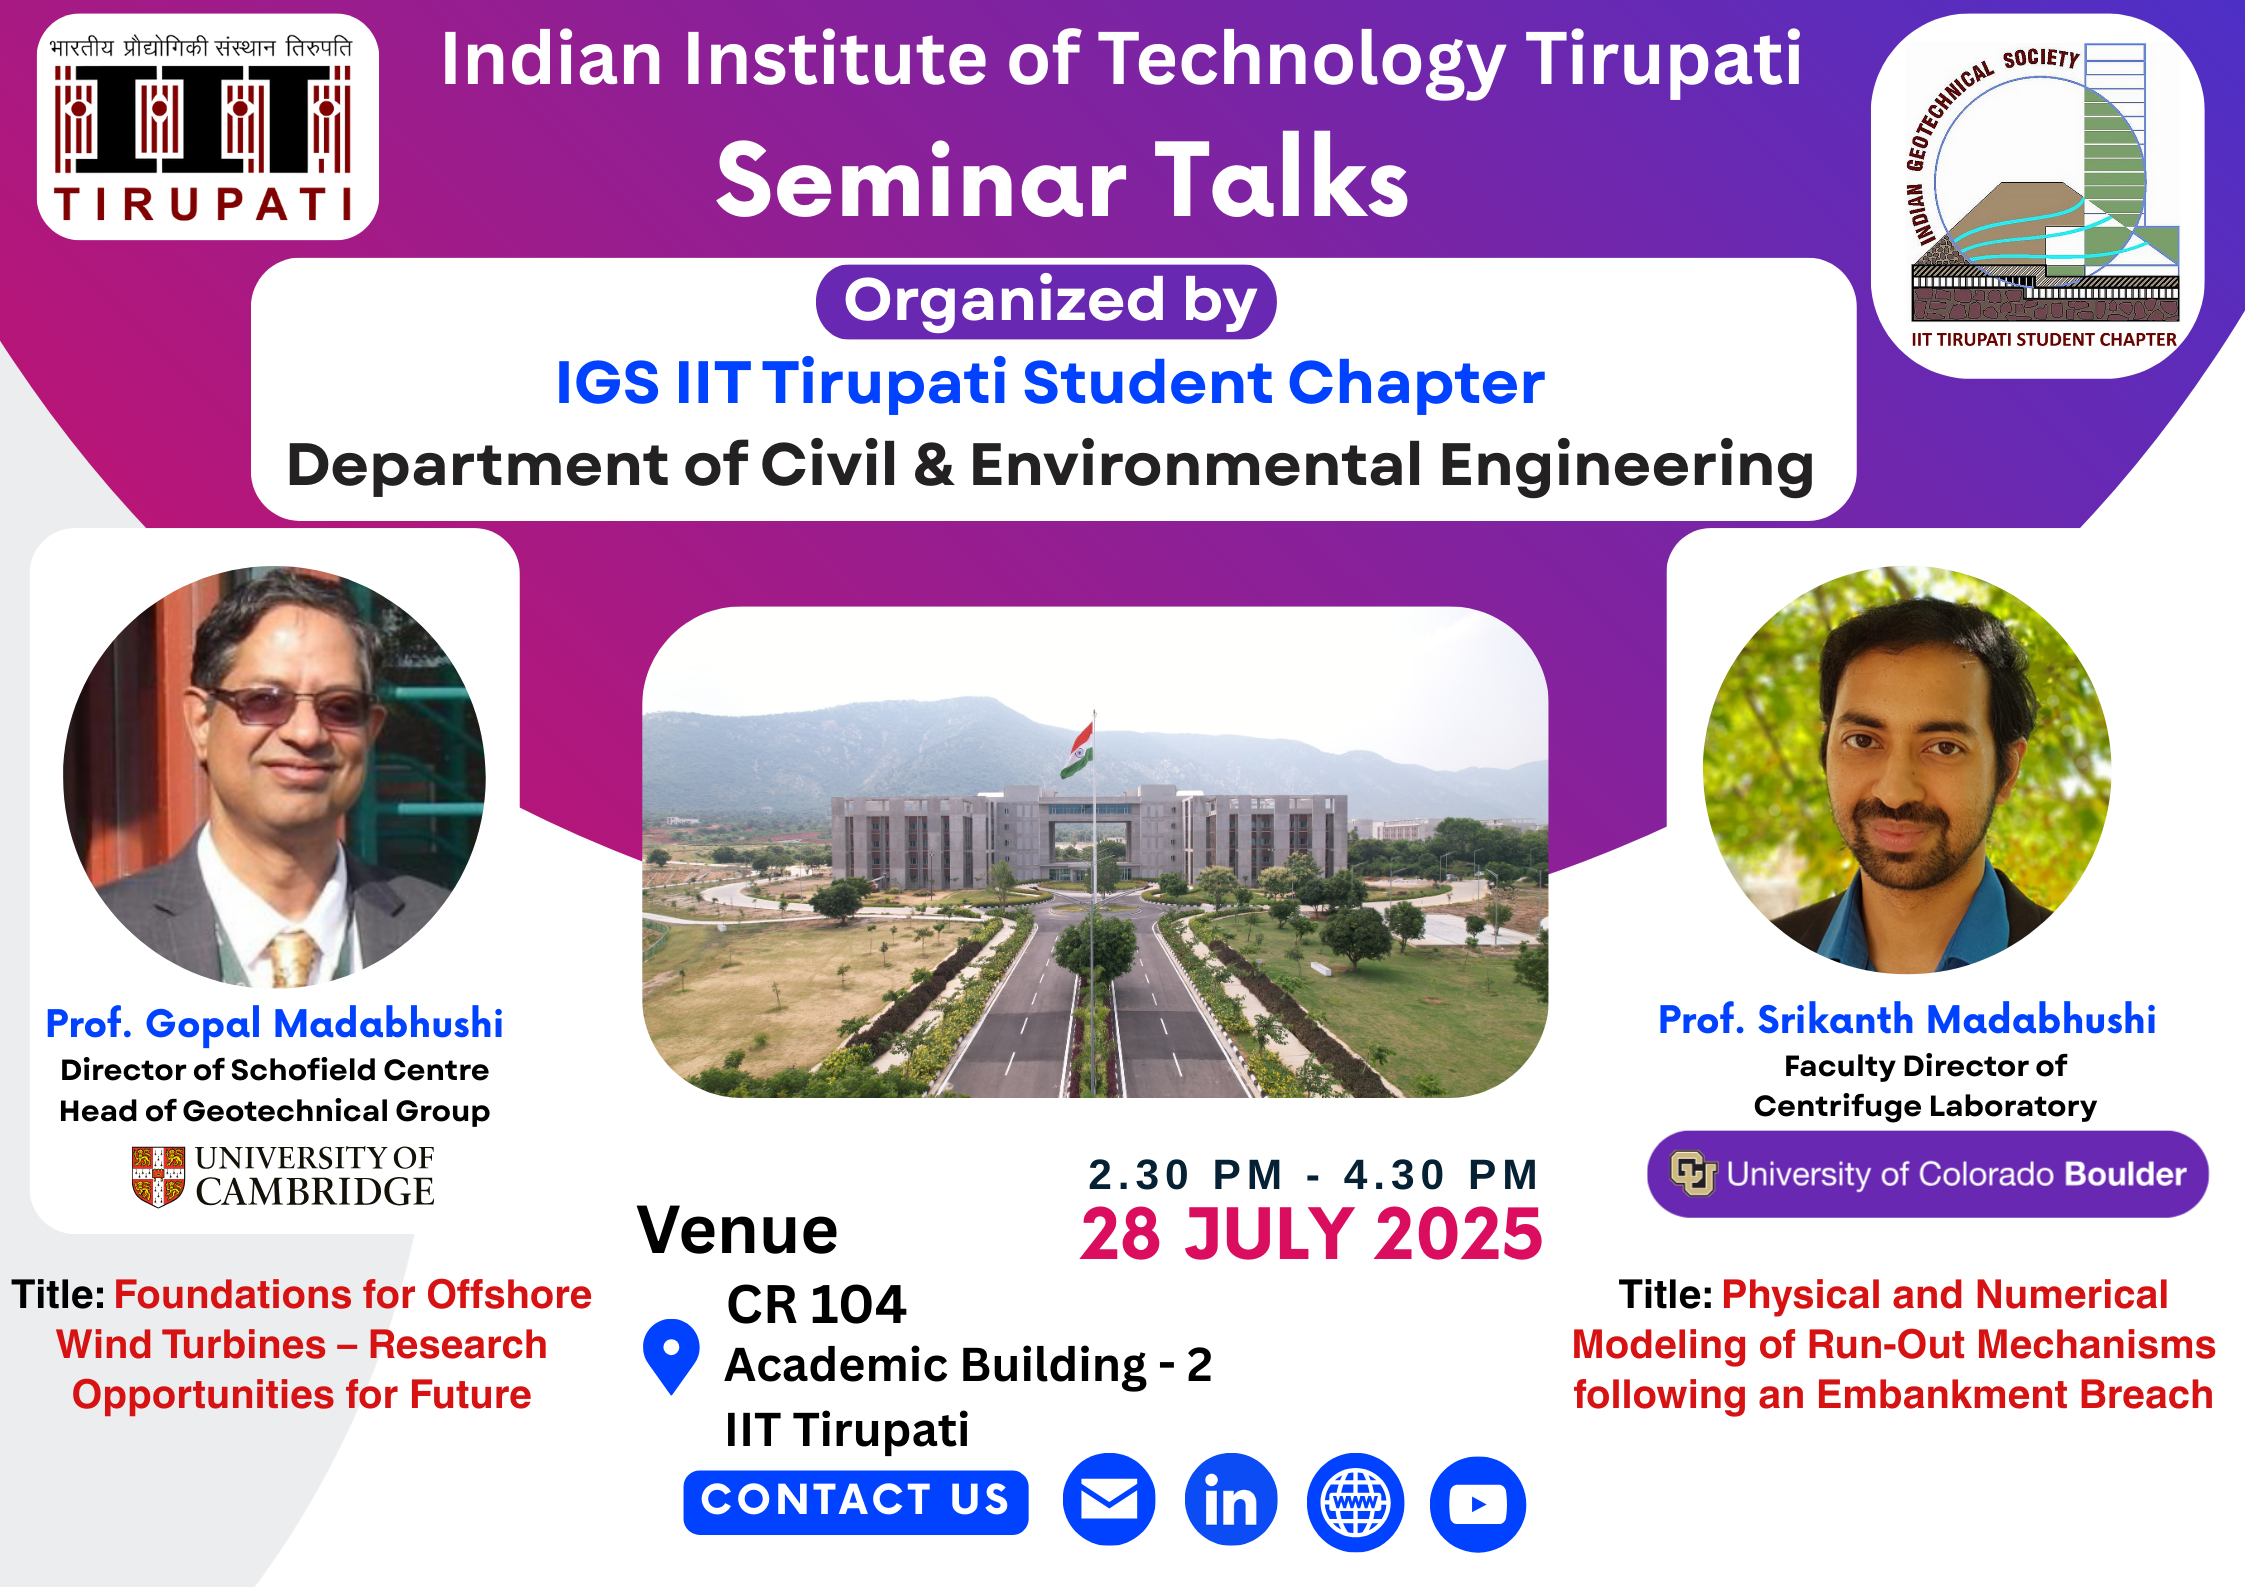 भारतीय प्रौद्योगिकी संस्थान तिरुपति
TIRUPATI
Indian Institute of Technology Tirupati
Seminar Talks
INDIAN GEOTECHNICAL SOCIETY
IIT TIRUPATI STUDENT CHAPTER
Organized by
IGS IIT Tirupati Student Chapter
Department of Civil & Environmental Engineering
Prof. Gopal Madabhushi
Director of Schofield Centre
Head of Geotechnical Group
UNIVERSITY OF
CAMBRIDGE
Title: Foundations for Offshore
Wind Turbines – Research
Opportunities for Future
2.30 PM - 4.30 PM
28 JULY 2025
Venue
CR 104
Academic Building - 2
IIT Tirupati
CONTACT US
in
www
Prof. Srikanth Madabhushi
Faculty Director of
Centrifuge Laboratory
CU University of Colorado Boulder
Title: Physical and Numerical
Modeling of Run-Out Mechanisms
following an Embankment Breach